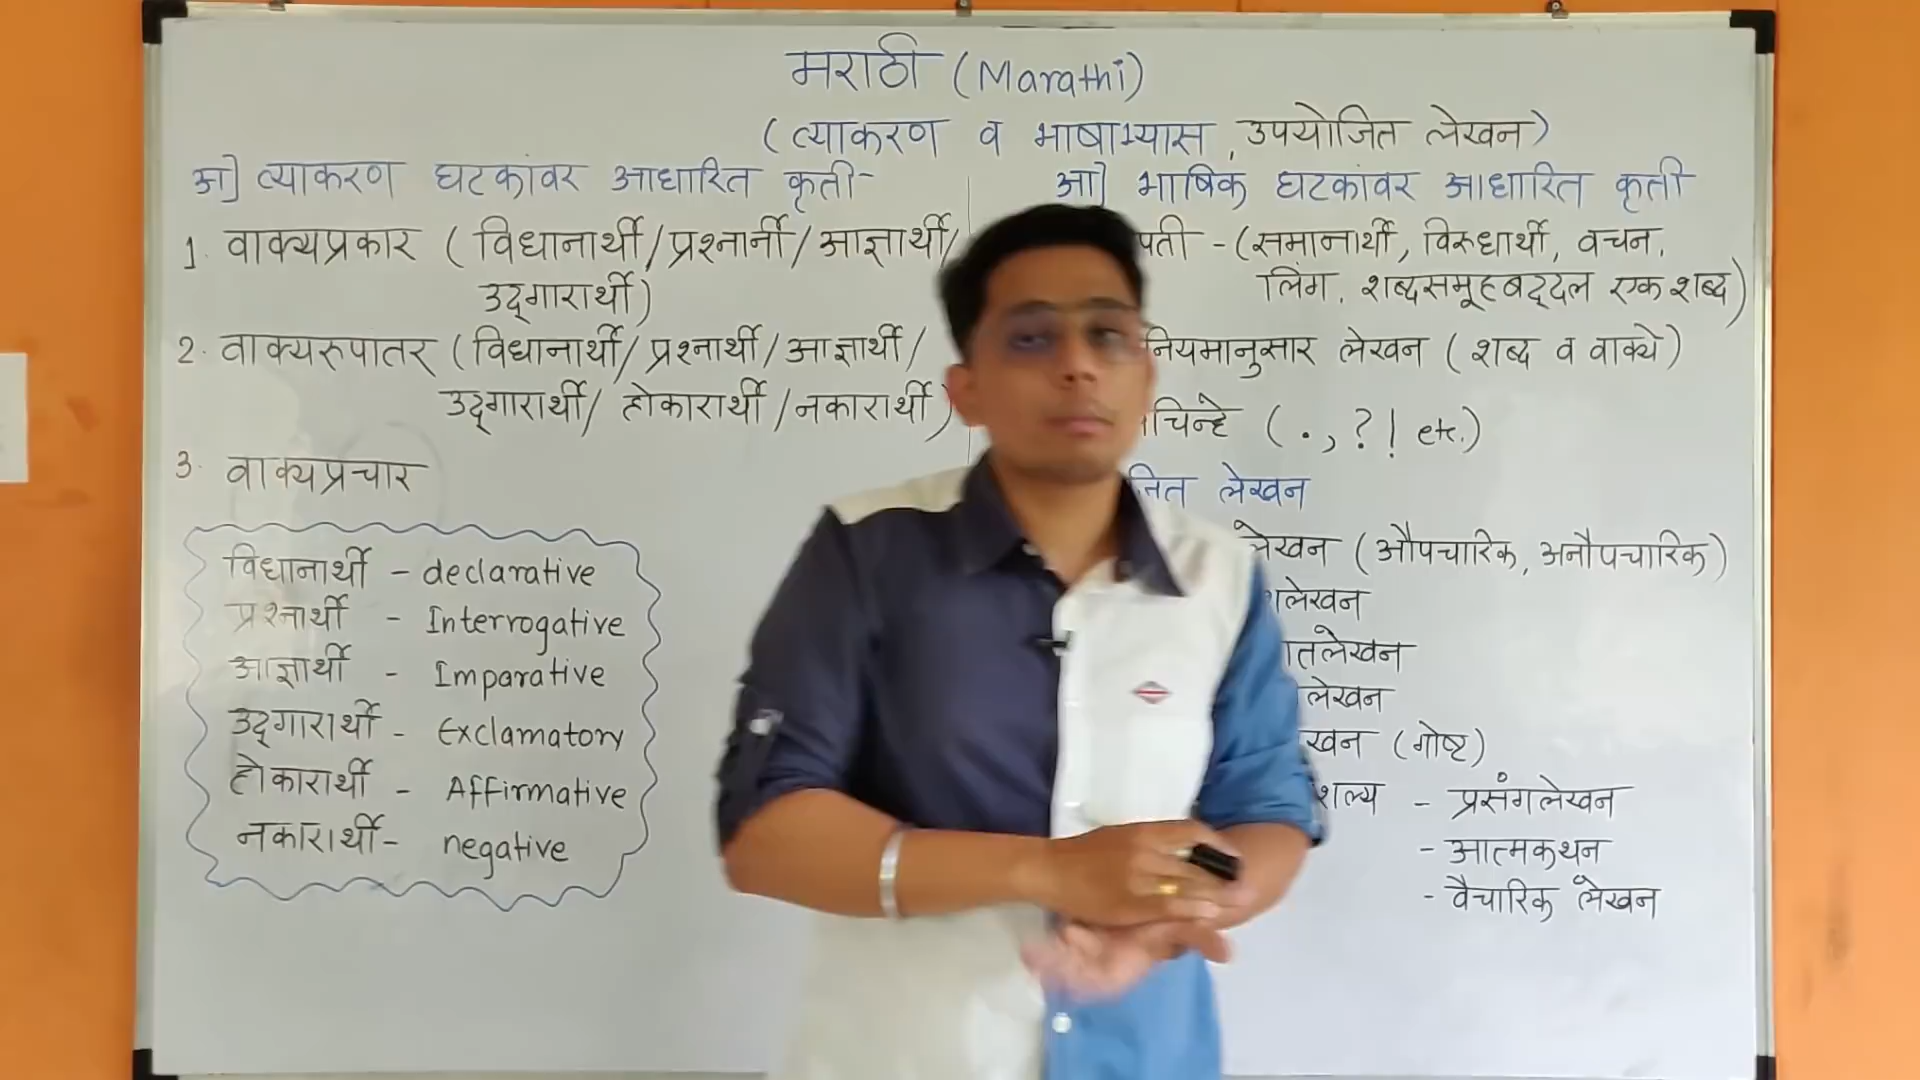 मराठी (Marathi)
(व्याकरण व भाषाभ्यास, उपयोजित लेखन)
अ] व्याकरण घटकांवर आधारित कृती-
1. वाक्यप्रकार (विधानार्थी/प्रश्नार्नी/आज्ञार्थी/
उद्गारार्थी)
2. वाक्यरुपातर (विधानार्थी/प्रश्नार्थी/आज्ञार्थी/
उद्गारार्थी/होकारार्थी/नकारार्थी)
3. वाक्यप्रचार
विधानार्थी - declarative
प्रश्नार्थी - Interrogative
आज्ञार्थी - Imparative
उद्गारार्थी - Exclamatory
होकारार्थी - Affirmative
नकारार्थी- negative
आ] भाषिक घटकांवर आधारित कृती
पती - (समानार्थी, विरुधार्थी, वचन,
लिंग, शब्दसमूहबद्दल एक शब्द)
नियमानुसार लेखन (शब्द व वाक्ये)
चिन्हे (. , ? ! etc.)
जित लेखन
लेखन (औपचारिक, अनौपचारिक)
लेखन
तलेखन
लेखन
खन (गोष्ट)
शल्य - प्रसंगलेखन
- आत्मकथन
- वैचारिक लेखन